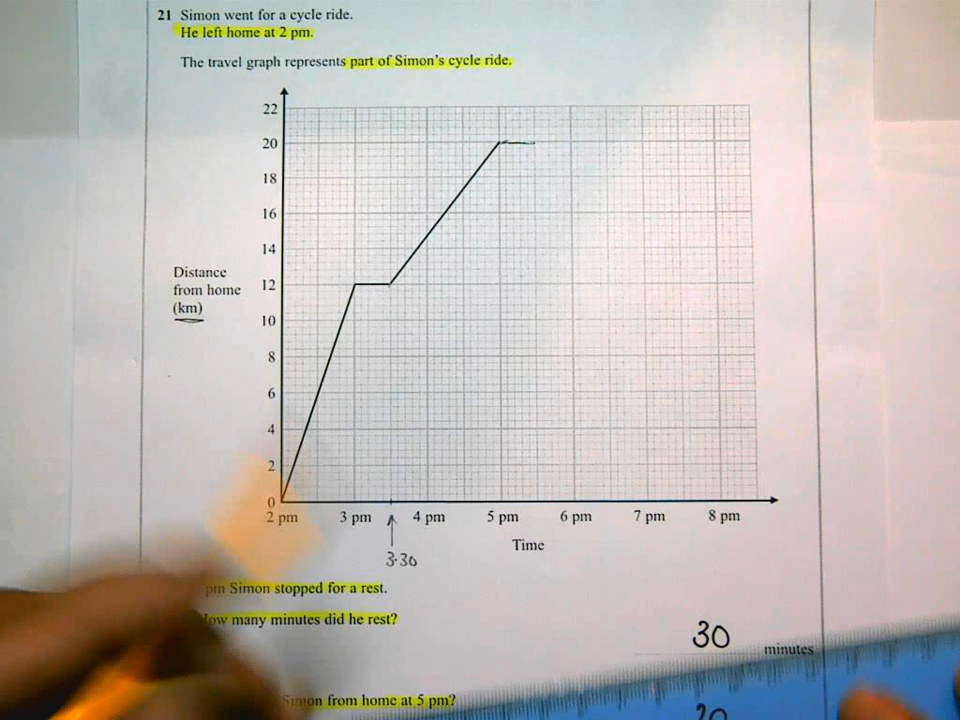 21 Simon went for a cycle ride.
He left home at 2 pm.
The travel graph represents part of Simon's cycle ride.
22
20
18
16
14
12
10
8
6
4
2
0
Distance
from home
(km)
2 pm 3 pm 4 pm 5 pm 6 pm 7 pm 8 pm
3.30
Time
pm Simon stopped for a rest.
many minutes did he rest?
30 minutes
Simon from home at 5 pm?
20